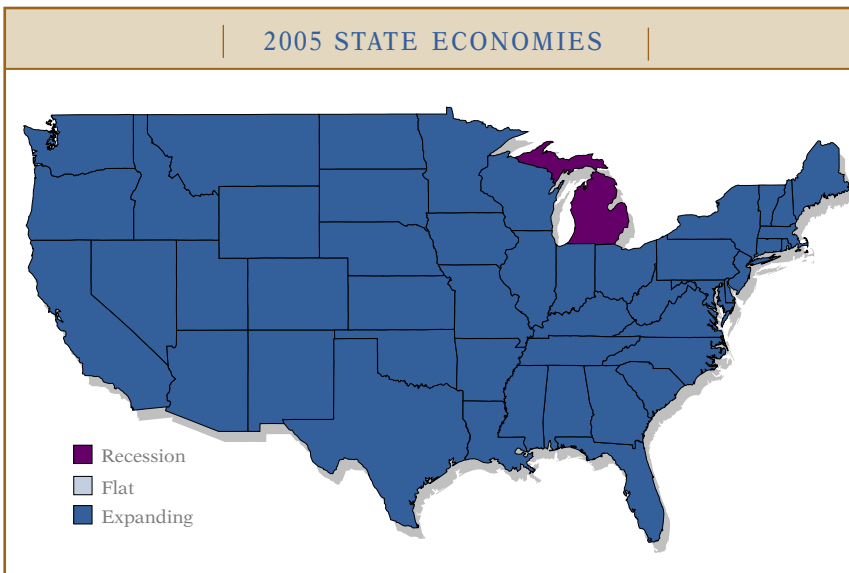 2005 STATE ECONOMIES
Recession
Flat
Expanding